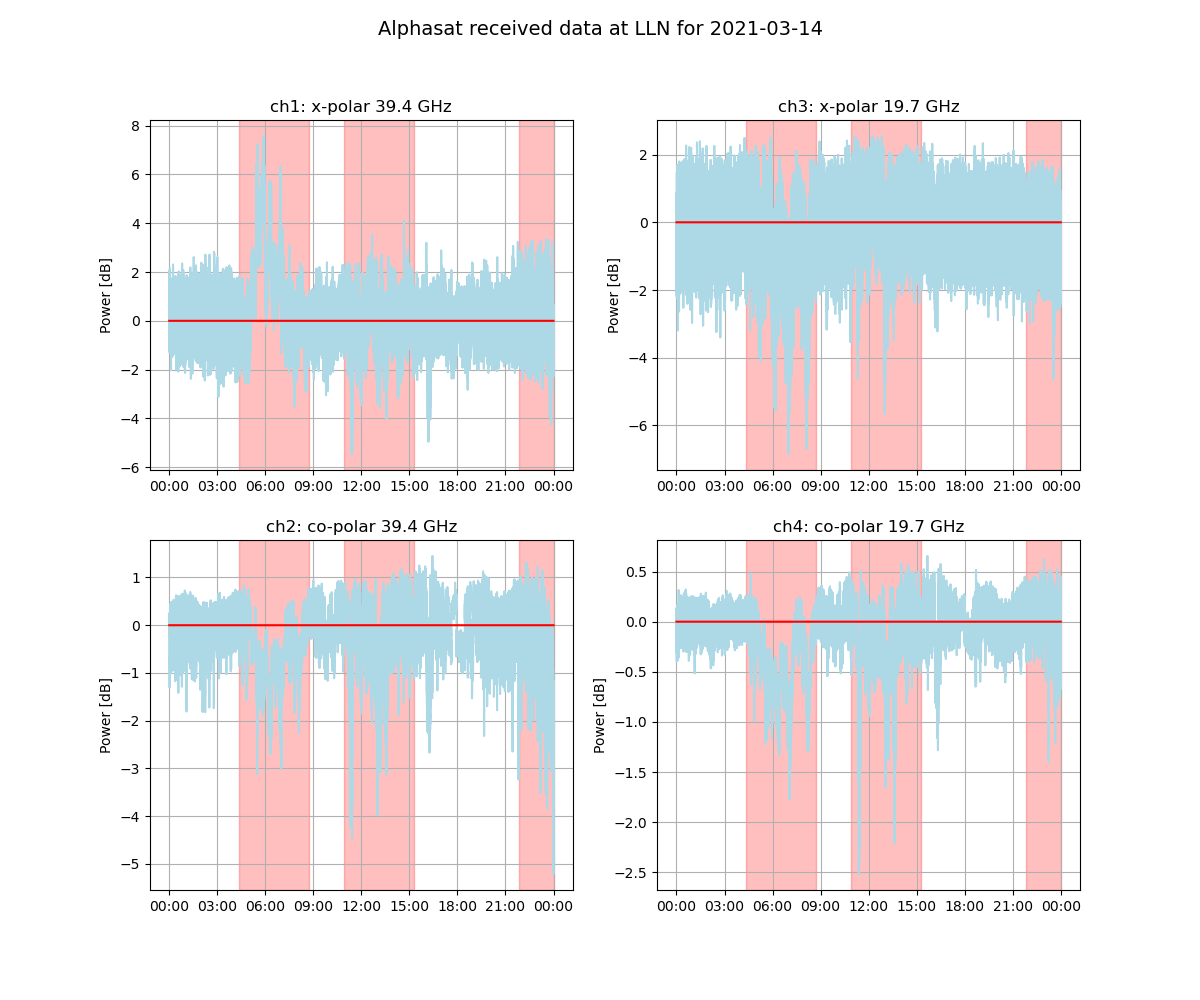 Alphasat received data at LLN for 2021-03-14
ch1: x-polar 39.4 GHz
Power [dB]
8
6
4
2
0
−2
−4
−6
00:00 03:00 06:00 09:00 12:00 15:00 18:00 21:00 00:00
ch3: x-polar 19.7 GHz
Power [dB]
2
0
−2
−4
−6
00:00 03:00 06:00 09:00 12:00 15:00 18:00 21:00 00:00
ch2: co-polar 39.4 GHz
Power [dB]
1
0
−1
−2
−3
−4
−5
00:00 03:00 06:00 09:00 12:00 15:00 18:00 21:00 00:00
ch4: co-polar 19.7 GHz
Power [dB]
0.5
0.0
−0.5
−1.0
−1.5
−2.0
−2.5
00:00 03:00 06:00 09:00 12:00 15:00 18:00 21:00 00:00